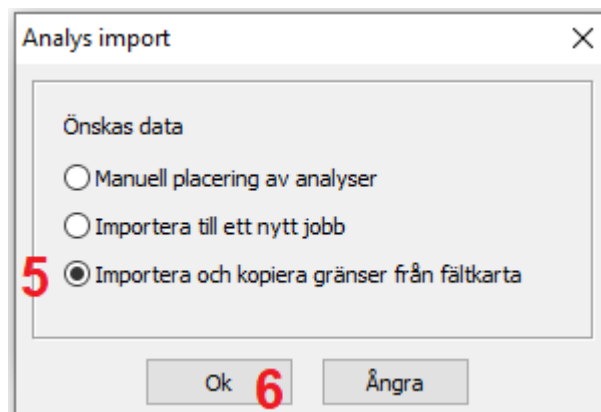 Analys import
Önskas data
Manuell placering av analyser
Importera till ett nytt jobb
5 Importera och kopiera gränser från fältkarta
Ok 6 Ångra